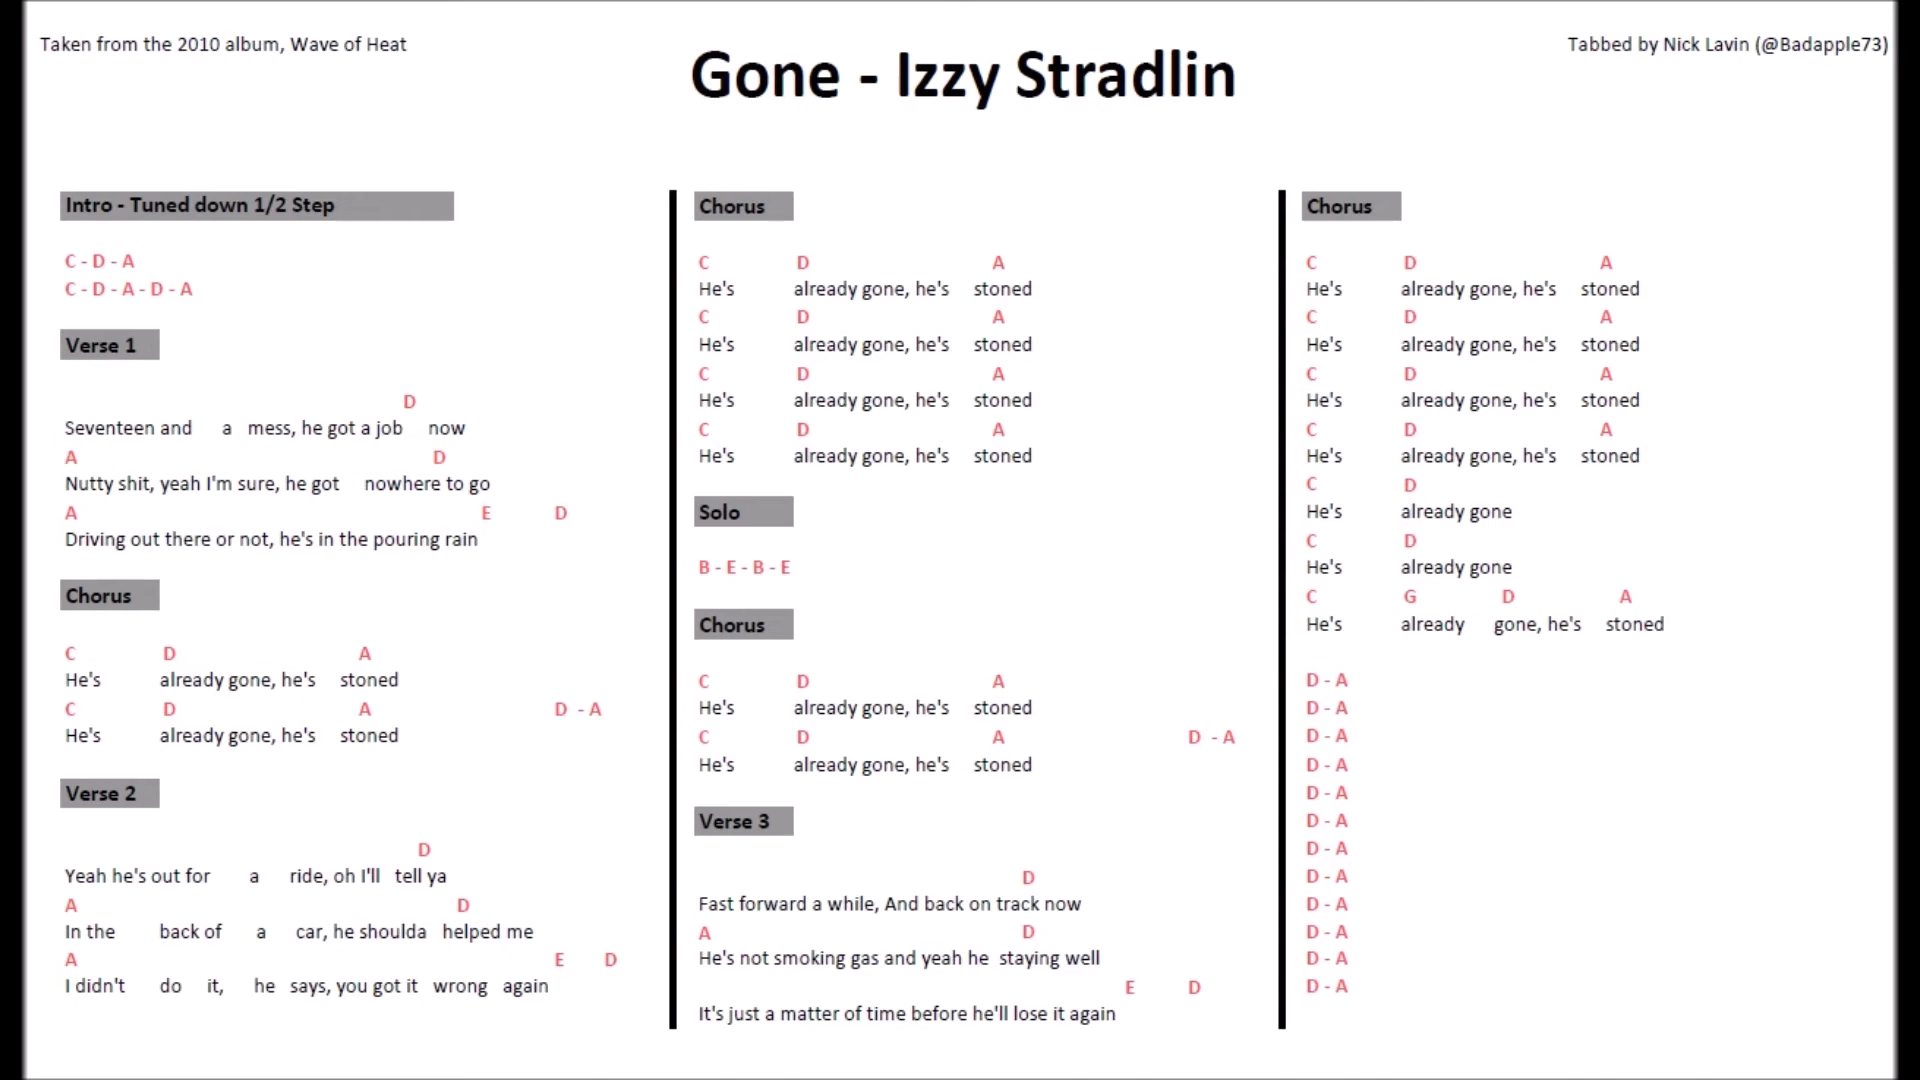 Taken from the 2010 album, Wave of Heat
Gone - Izzy Stradlin
Tabbed by Nick Lavin (@Badapple73)
Intro - Tuned down 1/2 Step
C - D - A
C - D - A - D - A
Verse 1
D
Seventeen and a mess, he got a job now
A D
Nutty shit, yeah I'm sure, he got nowhere to go
A E D
Driving out there or not, he's in the pouring rain
Chorus
C D A
He's already gone, he's stoned
C D A D - A
He's already gone, he's stoned
Verse 2
D
Yeah he's out for a ride, oh I'll tell ya
A D
In the back of a car, he shoulda helped me
A E D
I didn't do it, he says, you got it wrong again
Chorus
C D A
He's already gone, he's stoned
C D A
He's already gone, he's stoned
C D A
He's already gone, he's stoned
C D A
He's already gone, he's stoned
Solo
B - E - B - E
Chorus
C D A
He's already gone, he's stoned
C D A D - A
He's already gone, he's stoned
Verse 3
D
Fast forward a while, And back on track now
A D
He's not smoking gas and yeah he staying well
E D
It's just a matter of time before he'll lose it again
Chorus
C D A
He's already gone, he's stoned
C D A
He's already gone, he's stoned
C D A
He's already gone, he's stoned
C D A
He's already gone, he's stoned
C D
He's already gone
C D
He's already gone
C G D A
He's already gone, he's stoned
D - A
D - A
D - A
D - A
D - A
D - A
D - A
D - A
D - A
D - A
D - A
D - A